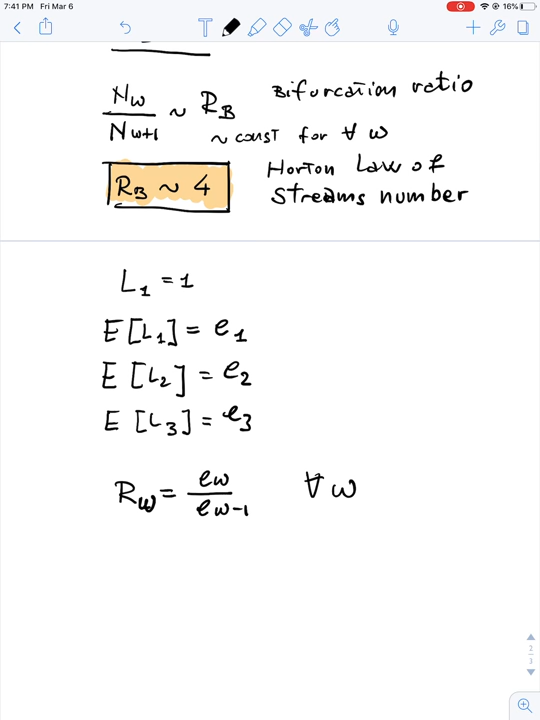 7:41 PM Fri Mar 6
16%
T
N_ω / N_ω+1 ~ R_B Bifurcation ratio
~ const for ∀ ω
R_B ~ 4 Horton Law of
Streams number
L_1 = 1
E[L_1] = e_1
E[L_2] = e_2
E[L_3] = e_3
R_ω = e_ω / e_ω-1 ∀ ω
2
3